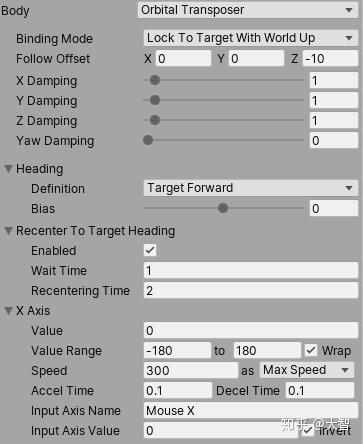 Body Orbital Transposer
Binding Mode Lock To Target With World Up
Follow Offset X 0 Y 0 Z -10
X Damping 1
Y Damping 1
Z Damping 1
Yaw Damping 0
Heading
Definition Target Forward
Bias 0
Recenter To Target Heading
Enabled
Wait Time 1
Recentering Time 2
X Axis
Value 0
Value Range -180 to 180 Wrap
Speed 300 as Max Speed
Accel Time 0.1 Decel Time 0.1
Input Axis Name Mouse X
Input Axis Value 0 Invert
知乎 @大智